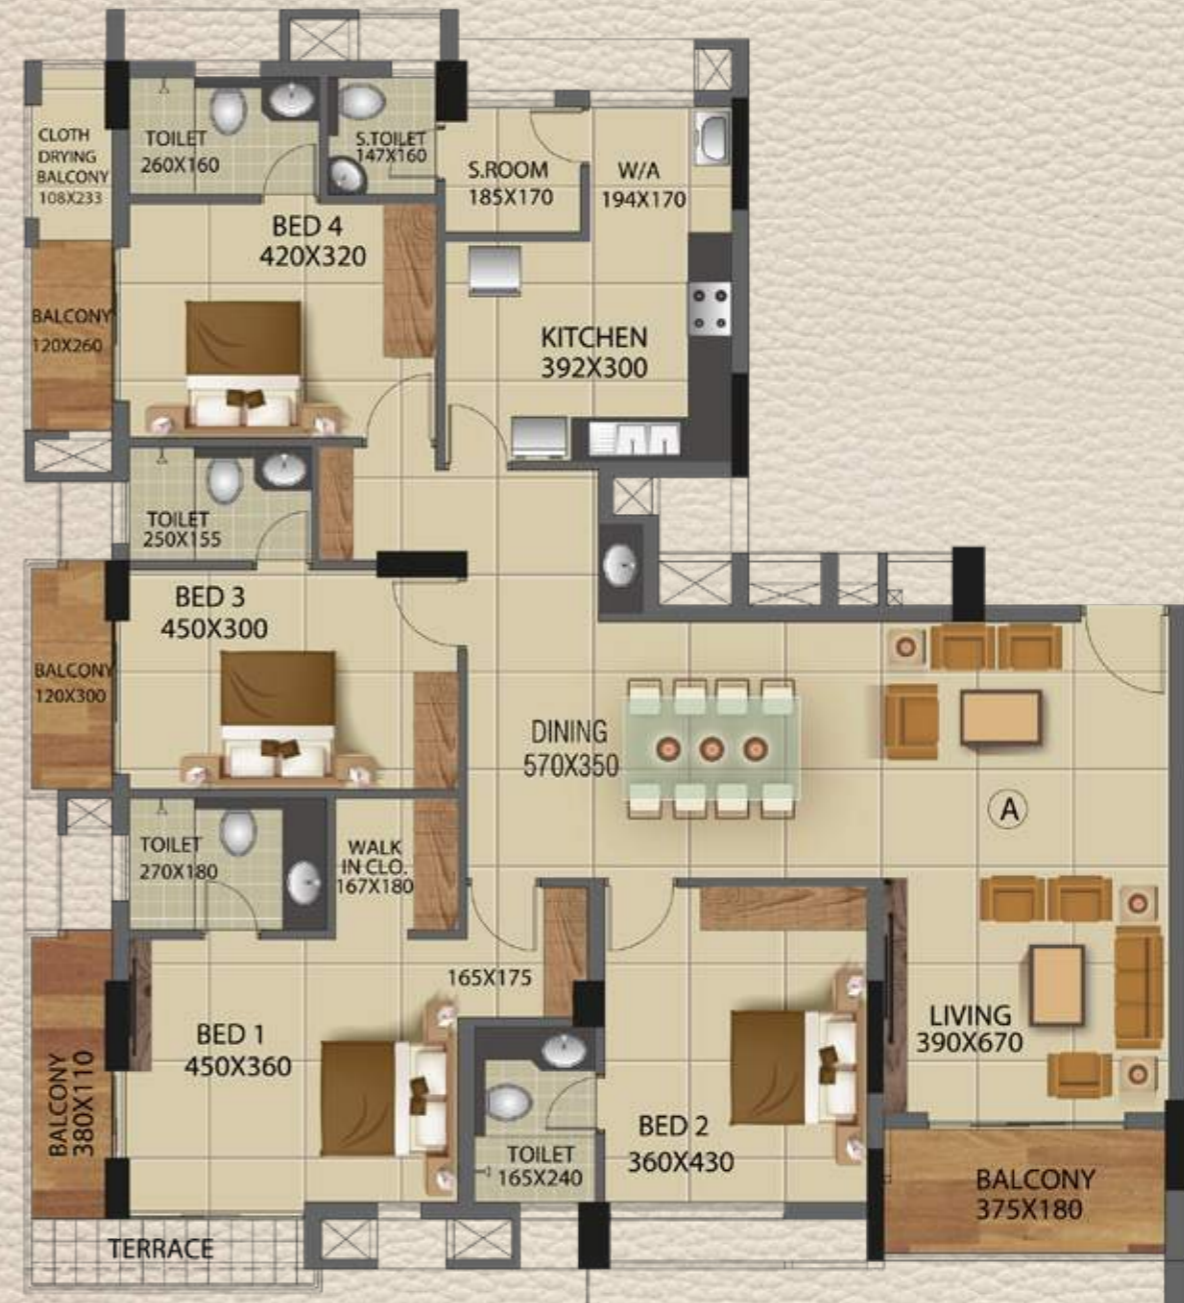 CLOTH
DRYING
BALCONY
108X233
TOILET
260X160
S.TOILET
147X160
S.ROOM
185X170
W/A
194X170
BED 4
420X320
BALCONY
120X260
KITCHEN
392X300
TOILET
250X155
BED 3
450X300
BALCONY
120X300
DINING
570X350
A
TOILET
270X180
WALK
IN CLO.
167X180
165X175
BED 1
450X360
BALCONY
380X110
LIVING
390X670
BED 2
360X430
TOILET
165X240
BALCONY
375X180
TERRACE